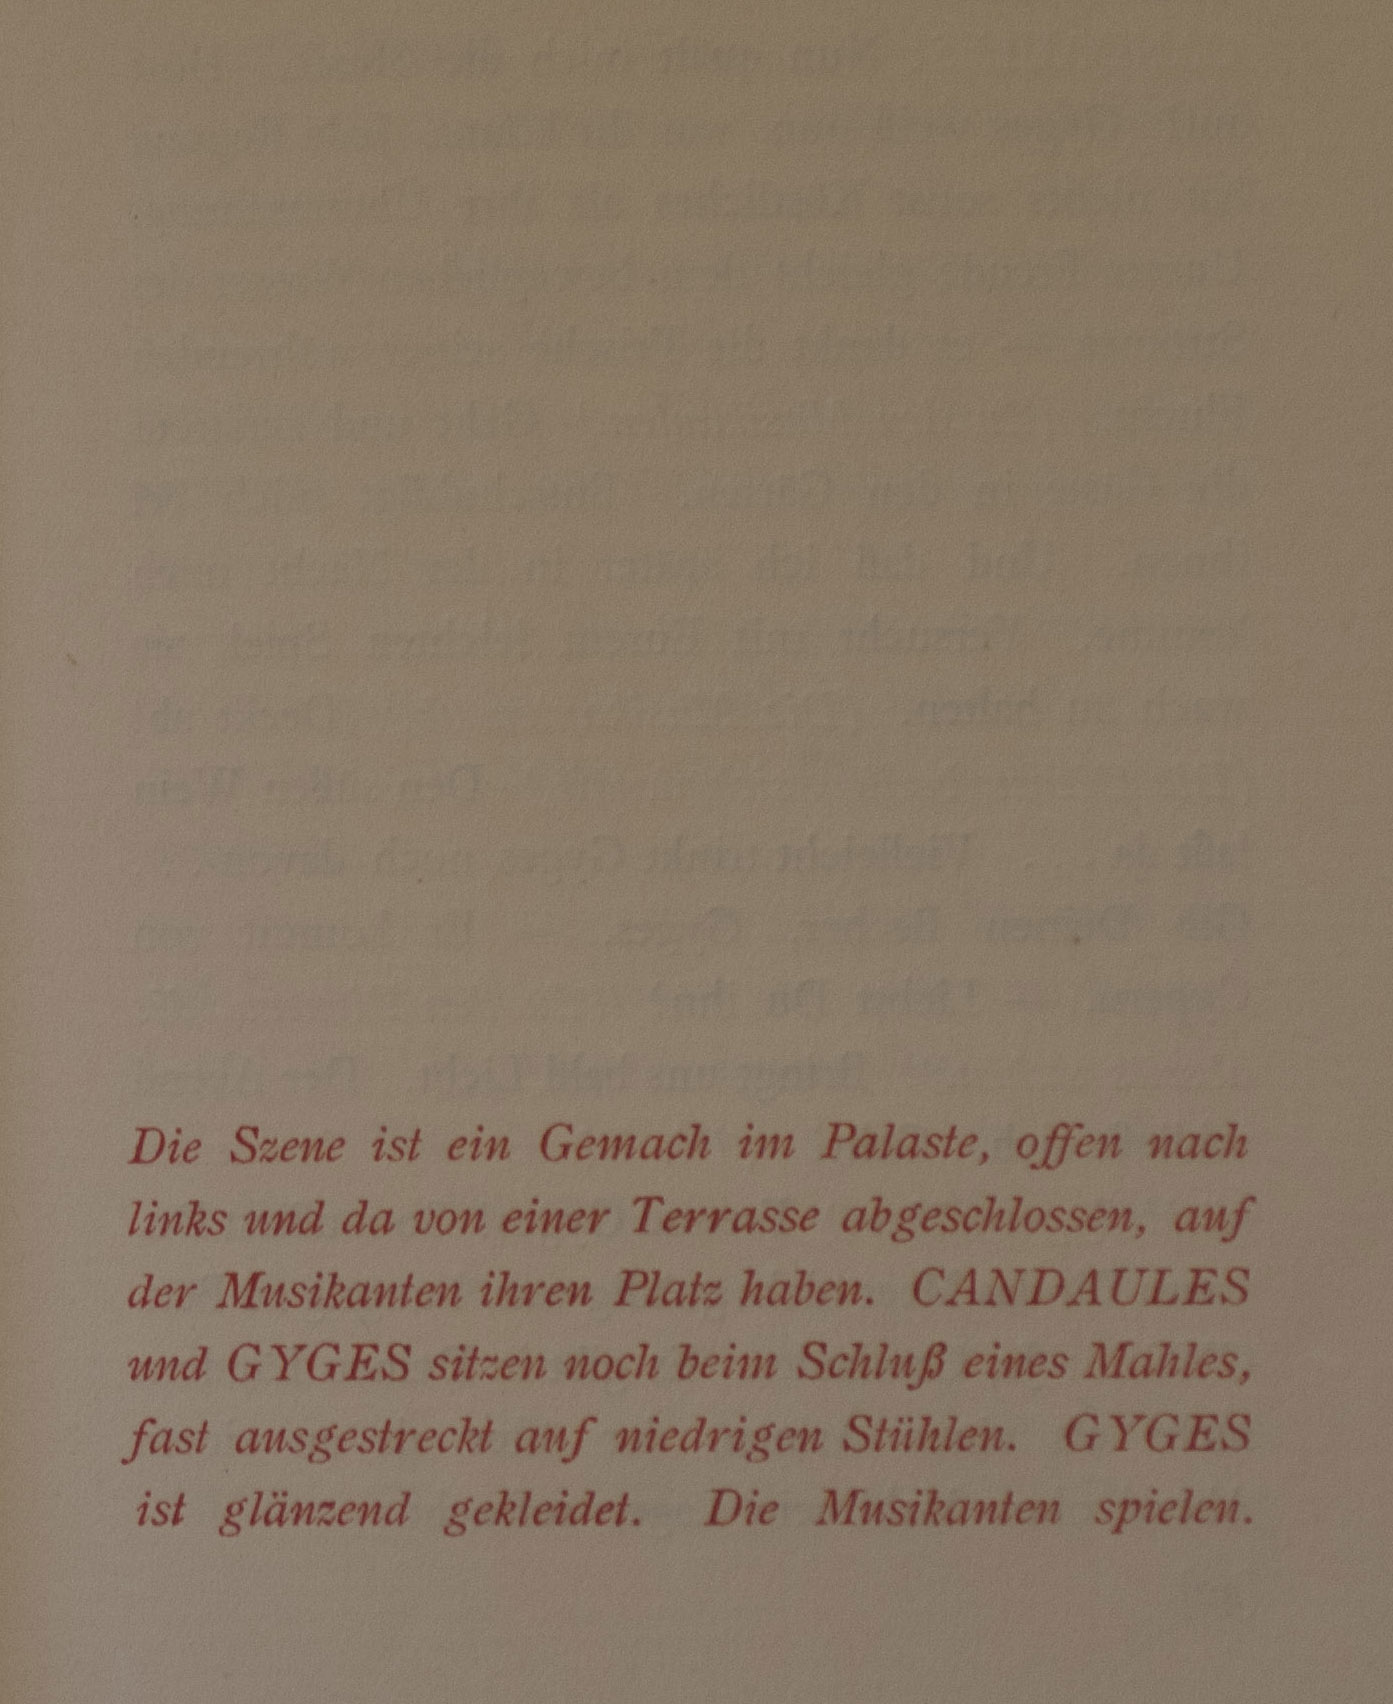 Die Szene ist ein Gemach im Palaste, offen nach
links und da von einer Terrasse abgeschlossen, auf
der Musikanten ihren Platz haben. CANDAULES
und GYGES sitzen noch beim Schluß eines Mahles,
fast ausgestreckt auf niedrigen Stühlen. GYGES
ist glänzend gekleidet. Die Musikanten spielen.